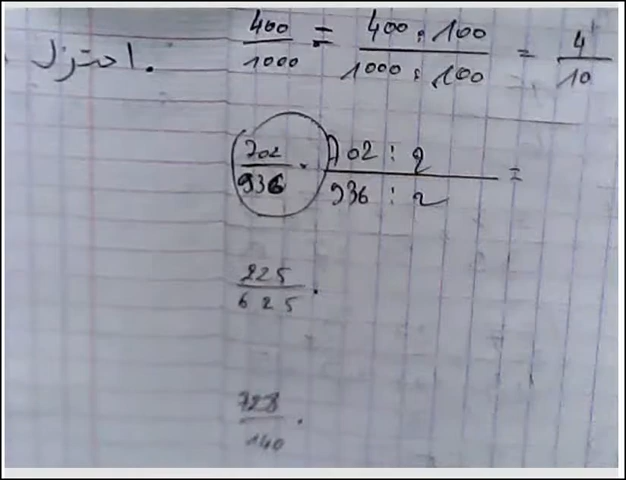 اختزل.
400/1000 = 400:100/1000:100 = 4/10
702/936 . 702:2/936:2 =
225/625 .
728/140 .